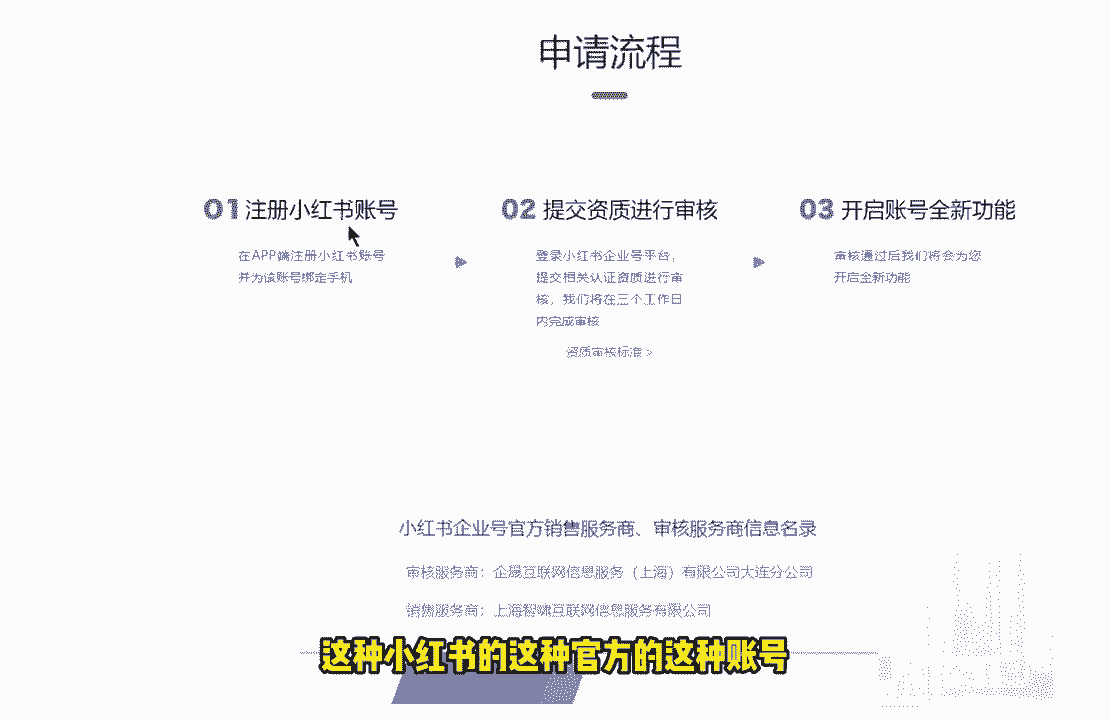 申请流程
01 注册小红书账号
在APP端注册小红书账号
并为该账号绑定手机
02 提交资质进行审核
登录小红书企业号平台，
提交相关认证资质进行审
核，我们将在三个工作日
内完成审核
资质审核标准 >
03 开启账号全新功能
审核通过后我们将会为您
开启全新功能
小红书企业号官方销售服务商、审核服务商信息名录
审核服务商：企晟互联网信息服务（上海）有限公司大连分公司
销售服务商：上海智啸互联网信息服务有限公司
这种小红书的这种官方的这种账号